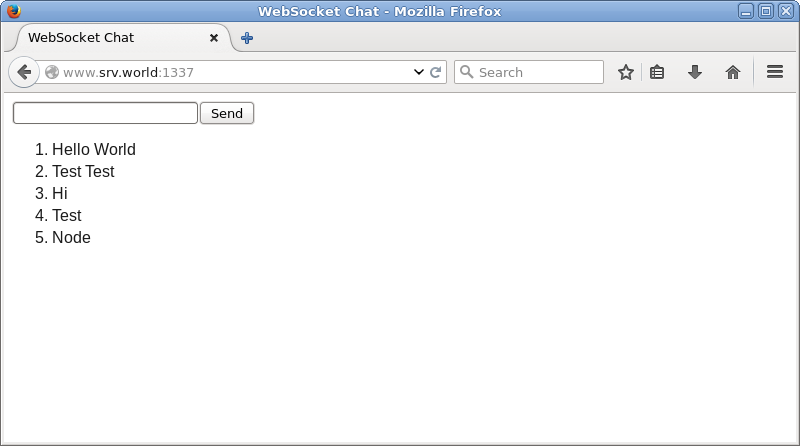 WebSocket Chat - Mozilla Firefox
WebSocket Chat
www.srv.world:1337
Search
Send
1. Hello World
2. Test Test
3. Hi
4. Test
5. Node